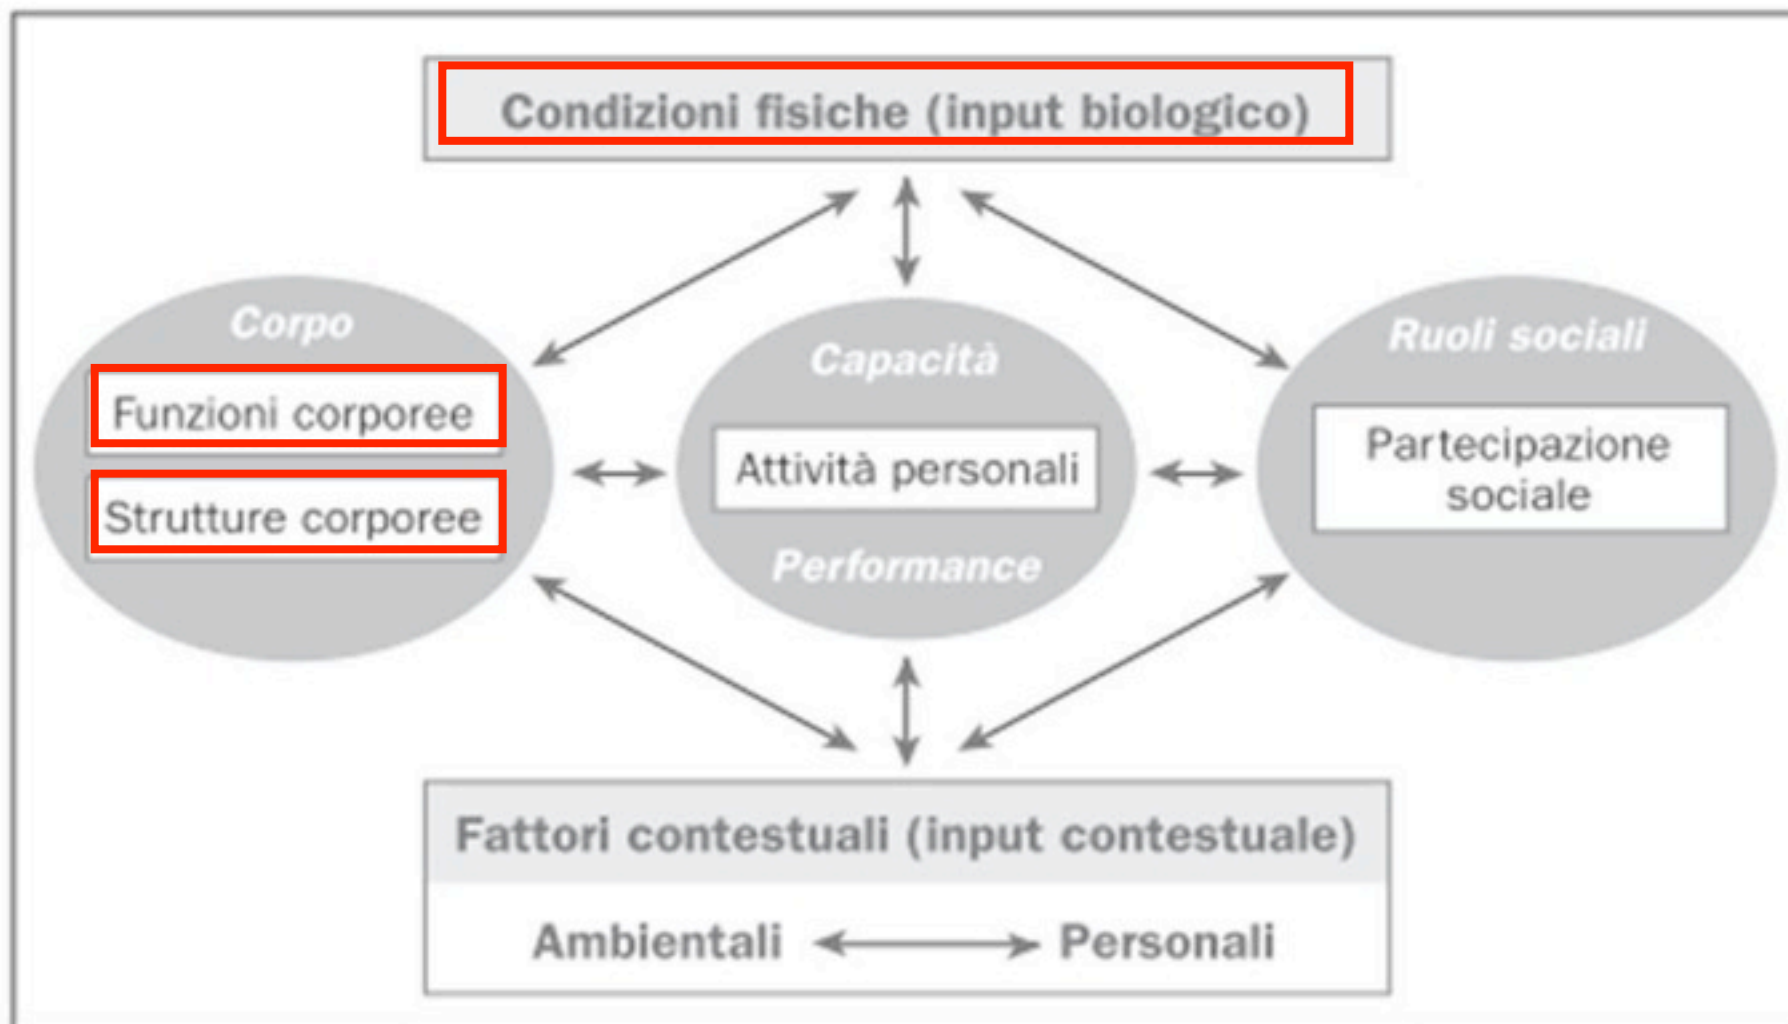 Condizioni fisiche (input biologico)
Corpo
Funzioni corporee
Strutture corporee
Capacità
Attività personali
Performance
Ruoli sociali
Partecipazione
sociale
Fattori contestuali (input contestuale)
Ambientali
Personali